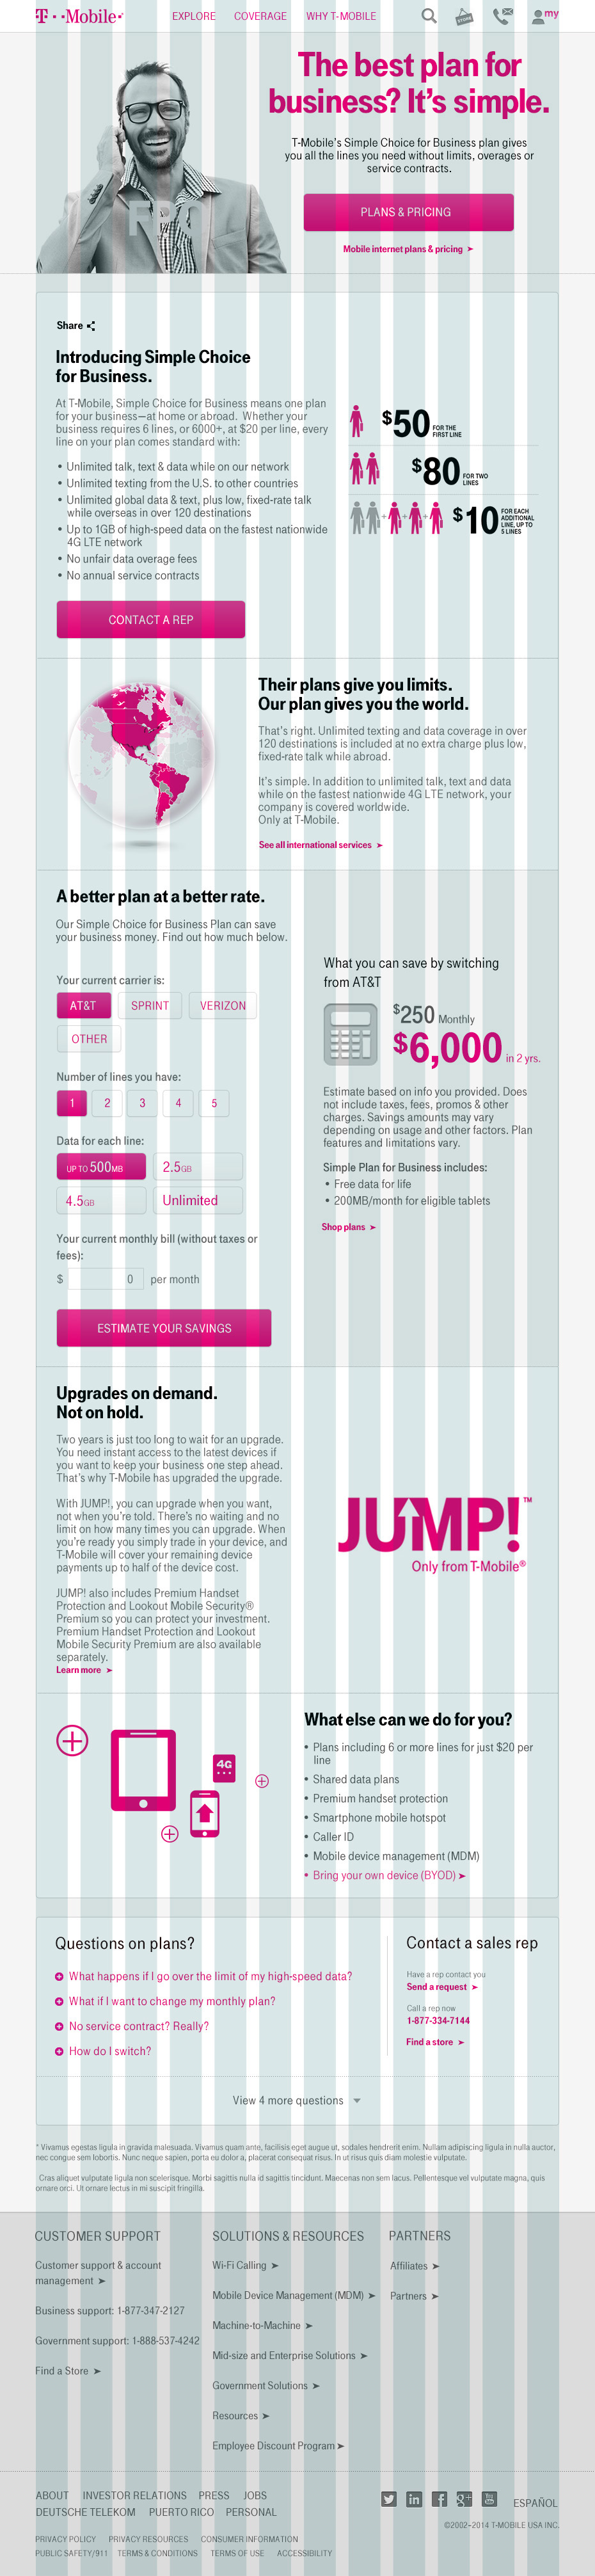 T · · Mobile ·
EXPLORE COVERAGE WHY T-MOBILE
STORE
my
The best plan for
business? It's simple.
T-Mobile's Simple Choice for Business plan gives
you all the lines you need without limits, overages or
service contracts.
FPO
PLANS & PRICING
Mobile internet plans & pricing ➤
Share
Introducing Simple Choice
for Business.
At T-Mobile, Simple Choice for Business means one plan
for your business—at home or abroad. Whether your
business requires 6 lines, or 6000+, at $20 per line, every
line on your plan comes standard with:
• Unlimited talk, text & data while on our network
• Unlimited texting from the U.S. to other countries
• Unlimited global data & text, plus low, fixed-rate talk
while overseas in over 120 destinations
• Up to 1GB of high-speed data on the fastest nationwide
4G LTE network
• No unfair data overage fees
• No annual service contracts
$50 FOR THE
FIRST LINE
$80 FOR TWO
LINES
+ + + $10 FOR EACH
ADDITIONAL
LINE, UP TO
5 LINES
CONTACT A REP
Their plans give you limits.
Our plan gives you the world.
That's right. Unlimited texting and data coverage in over
120 destinations is included at no extra charge plus low,
fixed-rate talk while abroad.
It's simple. In addition to unlimited talk, text and data
while on the fastest nationwide 4G LTE network, your
company is covered worldwide.
Only at T-Mobile.
See all international services ➤
A better plan at a better rate.
Our Simple Choice for Business Plan can save
your business money. Find out how much below.
Your current carrier is:
AT&T SPRINT VERIZON
OTHER
Number of lines you have:
1 2 3 4 5
Data for each line:
UP TO 500MB 2.5GB
4.5GB Unlimited
Your current monthly bill (without taxes or
fees):
$ 0 per month
ESTIMATE YOUR SAVINGS
What you can save by switching
from AT&T
$250 Monthly
$6,000 in 2 yrs.
Estimate based on info you provided. Does
not include taxes, fees, promos & other
charges. Savings amounts may vary
depending on usage and other factors. Plan
features and limitations vary.
Simple Plan for Business includes:
• Free data for life
• 200MB/month for eligible tablets
Shop plans ➤
Upgrades on demand.
Not on hold.
Two years is just too long to wait for an upgrade.
You need instant access to the latest devices if
you want to keep your business one step ahead.
That's why T-Mobile has upgraded the upgrade.
With JUMP!, you can upgrade when you want,
not when you're told. There's no waiting and no
limit on how many times you can upgrade. When
you're ready you simply trade in your device, and
T-Mobile will cover your remaining device
payments up to half of the device cost.
JUMP! also includes Premium Handset
Protection and Lookout Mobile Security®
Premium so you can protect your investment.
Premium Handset Protection and Lookout
Mobile Security Premium are also available
separately.
Learn more ➤
JUMP!™
Only from T-Mobile®
4G
What else can we do for you?
• Plans including 6 or more lines for just $20 per
line
• Shared data plans
• Premium handset protection
• Smartphone mobile hotspot
• Caller ID
• Mobile device management (MDM)
• Bring your own device (BYOD) ➤
Questions on plans?
What happens if I go over the limit of my high-speed data?
What if I want to change my monthly plan?
No service contract? Really?
How do I switch?
Contact a sales rep
Have a rep contact you
Send a request ➤
Call a rep now
1-877-334-7144
Find a store ➤
View 4 more questions
* Vivamus egestas ligula in gravida malesuada. Vivamus quam ante, facilisis eget augue ut, sodales hendrerit enim. Nullam adipiscing ligula in nulla auctor,
nec congue sem lobortis. Nunc neque sapien, porta eu dolor a, placerat consequat risus. In ut risus quis diam molestie vulputate.
Cras aliquet vulputate ligula non scelerisque. Morbi sagittis nulla id sagittis tincidunt. Maecenas non sem lacus. Pellentesque vel vulputate magna, quis
ornare orci. Ut ornare lectus in mi suscipit fringilla.
CUSTOMER SUPPORT
Customer support & account
management ➤
Business support: 1-877-347-2127
Government support: 1-888-537-4242
Find a Store ➤
SOLUTIONS & RESOURCES
Wi-Fi Calling ➤
Mobile Device Management (MDM) ➤
Machine-to-Machine ➤
Mid-size and Enterprise Solutions ➤
Government Solutions ➤
Resources ➤
Employee Discount Program ➤
PARTNERS
Affiliates ➤
Partners ➤
ABOUT INVESTOR RELATIONS PRESS JOBS
DEUTSCHE TELEKOM PUERTO RICO PERSONAL
PRIVACY POLICY PRIVACY RESOURCES CONSUMER INFORMATION
PUBLIC SAFETY/911 TERMS & CONDITIONS TERMS OF USE ACCESSIBILITY
in f g+ You
ESPAÑOL
©2002-2014 T-MOBILE USA INC.